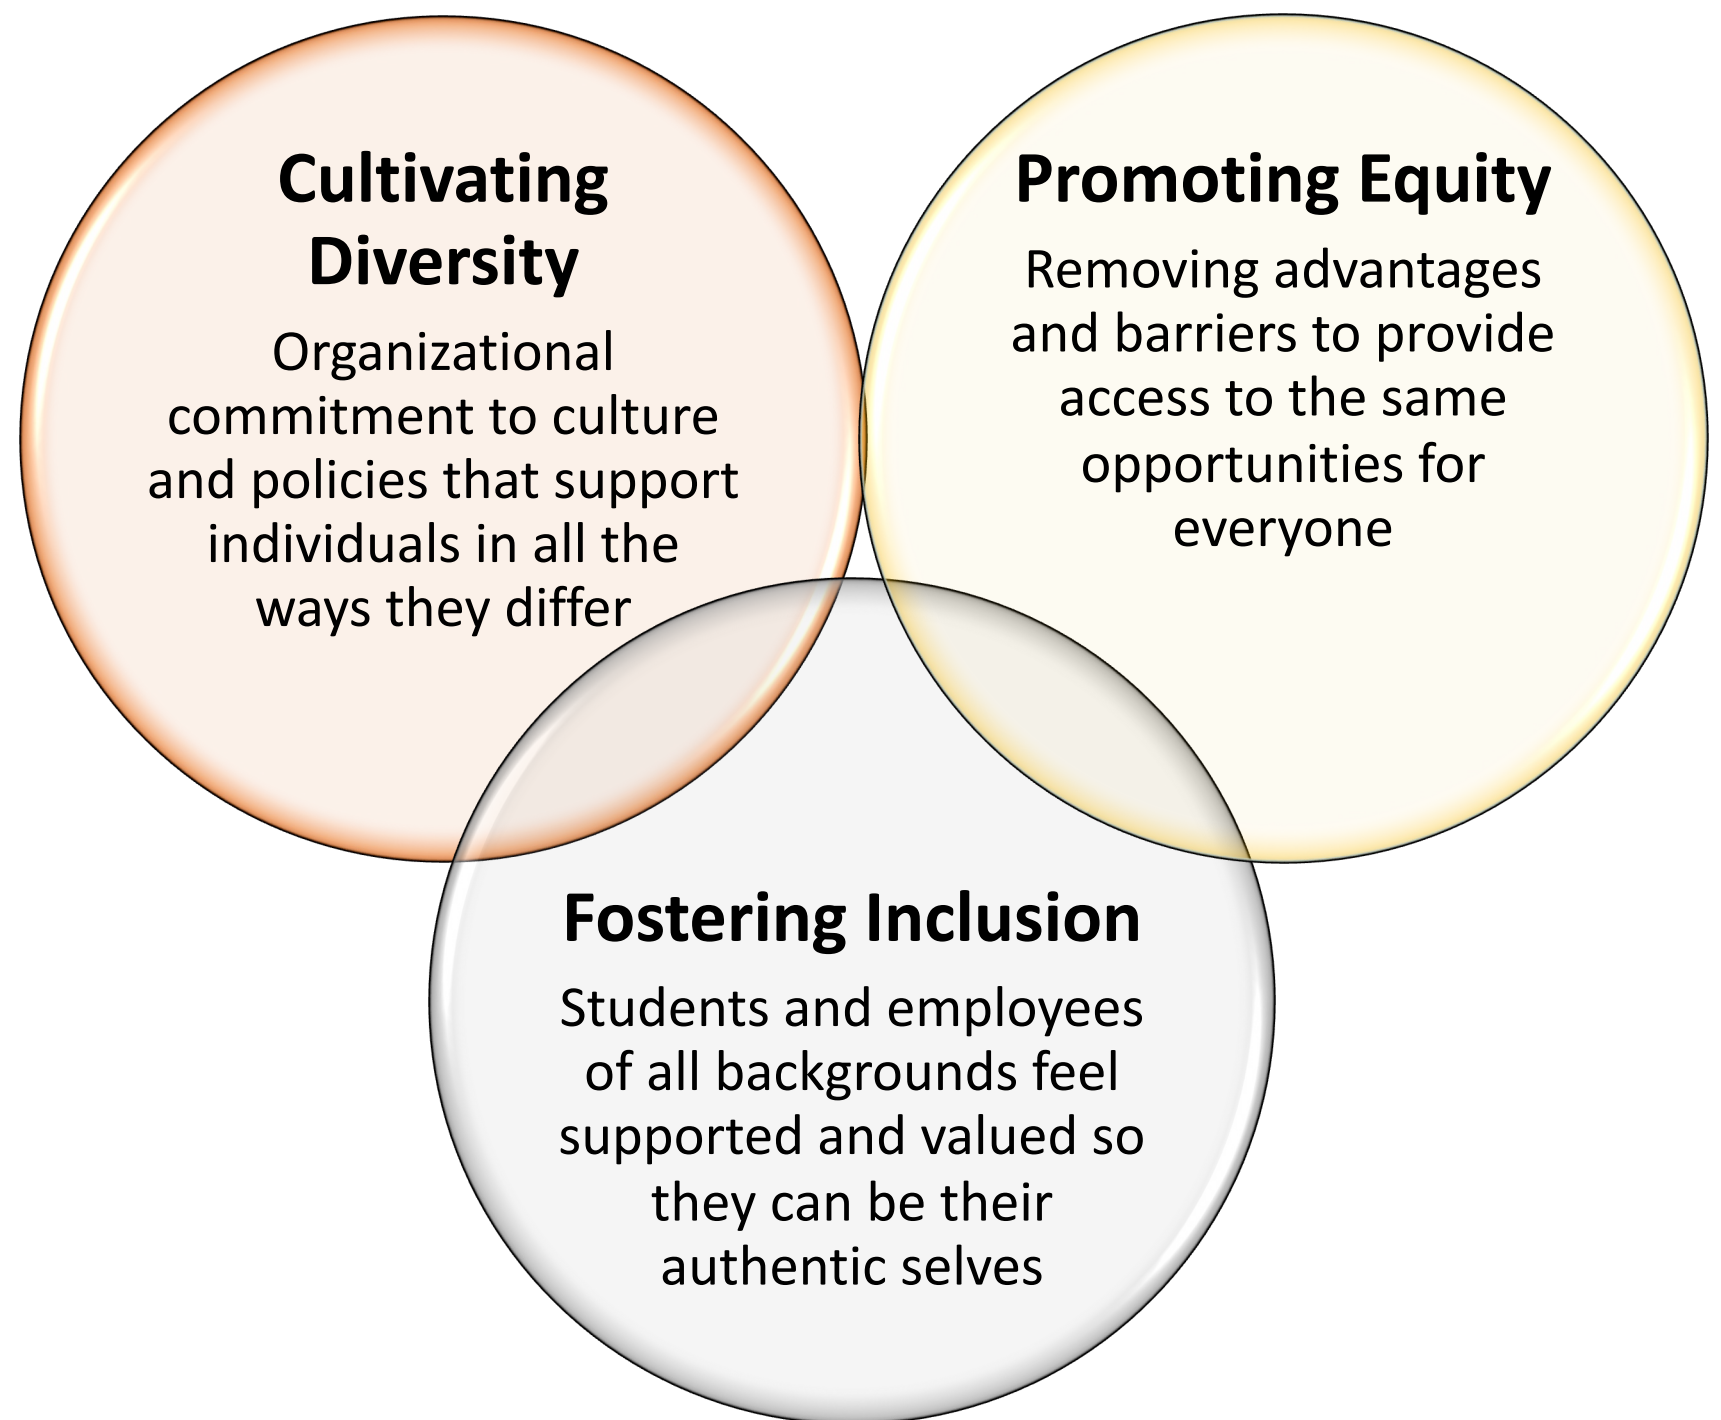 Cultivating
Diversity
Organizational
commitment to culture
and policies that support
individuals in all the
ways they differ
Promoting Equity
Removing advantages
and barriers to provide
access to the same
opportunities for
everyone
Fostering Inclusion
Students and employees
of all backgrounds feel
supported and valued so
they can be their
authentic selves